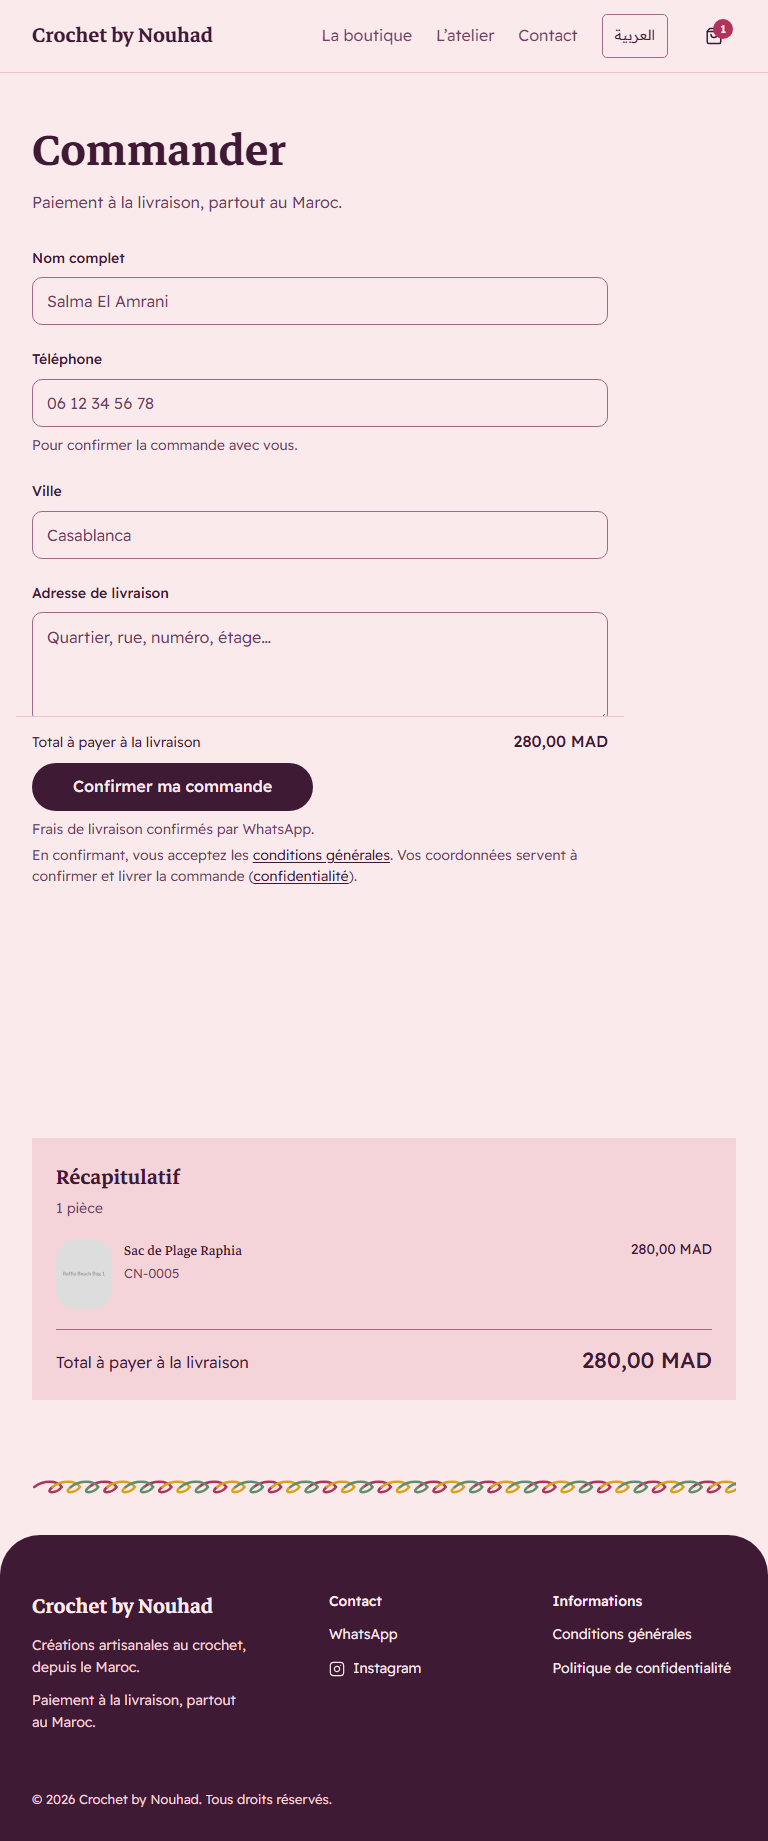 Crochet by Nouhad
La boutique
L’atelier
Contact
العربية
1
Commander
Paiement à la livraison, partout au Maroc.
Nom complet
Salma El Amrani
Téléphone
06 12 34 56 78
Pour confirmer la commande avec vous.
Ville
Casablanca
Adresse de livraison
Quartier, rue, numéro, étage…
Total à payer à la livraison
280,00 MAD
Confirmer ma commande
Frais de livraison confirmés par WhatsApp.
En confirmant, vous acceptez les conditions générales. Vos coordonnées servent à
confirmer et livrer la commande (confidentialité).
Récapitulatif
1 pièce
Raffia Beach Bag 1
Sac de Plage Raphia
280,00 MAD
CN-0005
Total à payer à la livraison
280,00 MAD
Crochet by Nouhad
Créations artisanales au crochet,
depuis le Maroc.
Paiement à la livraison, partout
au Maroc.
Contact
WhatsApp
Instagram
Informations
Conditions générales
Politique de confidentialité
© 2026 Crochet by Nouhad. Tous droits réservés.